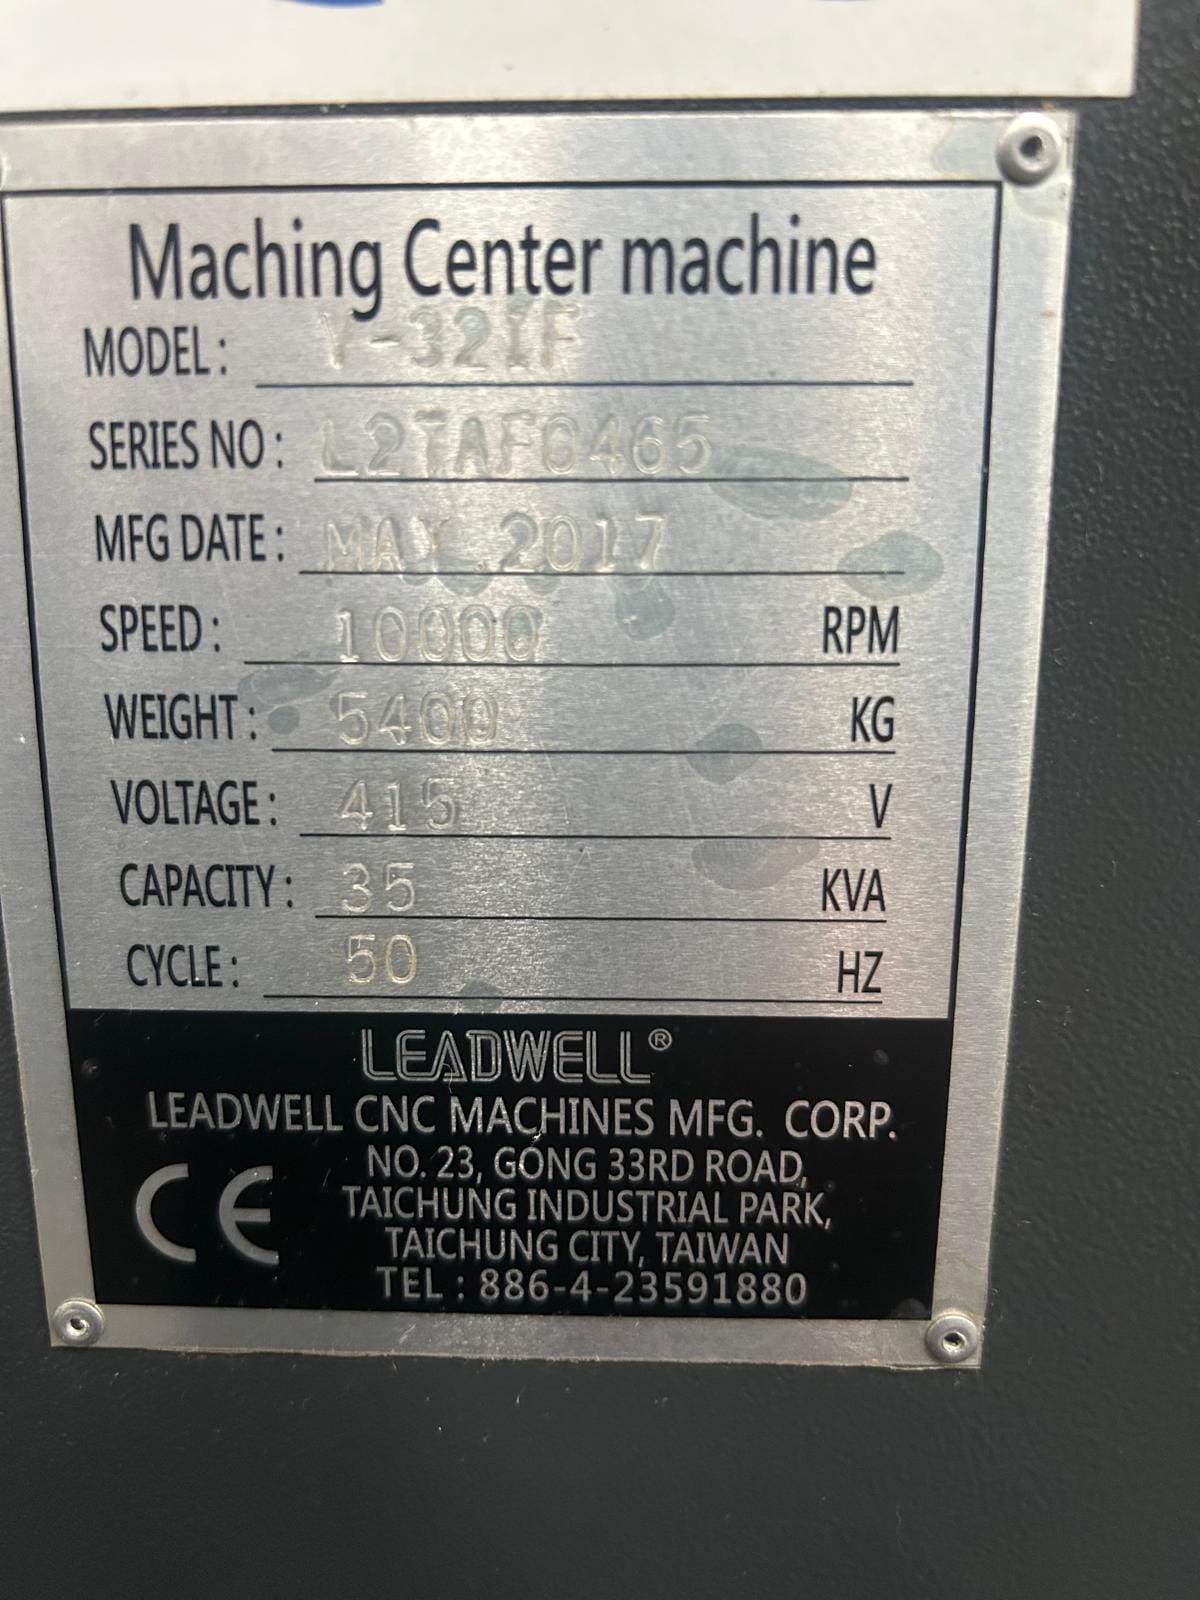 Maching Center machine
MODEL: V-32IF
SERIES NO: L2TAF0465
MFG DATE: MAY 2017
SPEED: 10000 RPM
WEIGHT: 5400 KG
VOLTAGE: 415 V
CAPACITY: 35 KVA
CYCLE: 50 HZ
LEADWELL®
LEADWELL CNC MACHINES MFG. CORP.
NO. 23, GONG 33RD ROAD,
TAICHUNG INDUSTRIAL PARK,
CE
TAICHUNG CITY, TAIWAN
TEL : 886-4-23591880